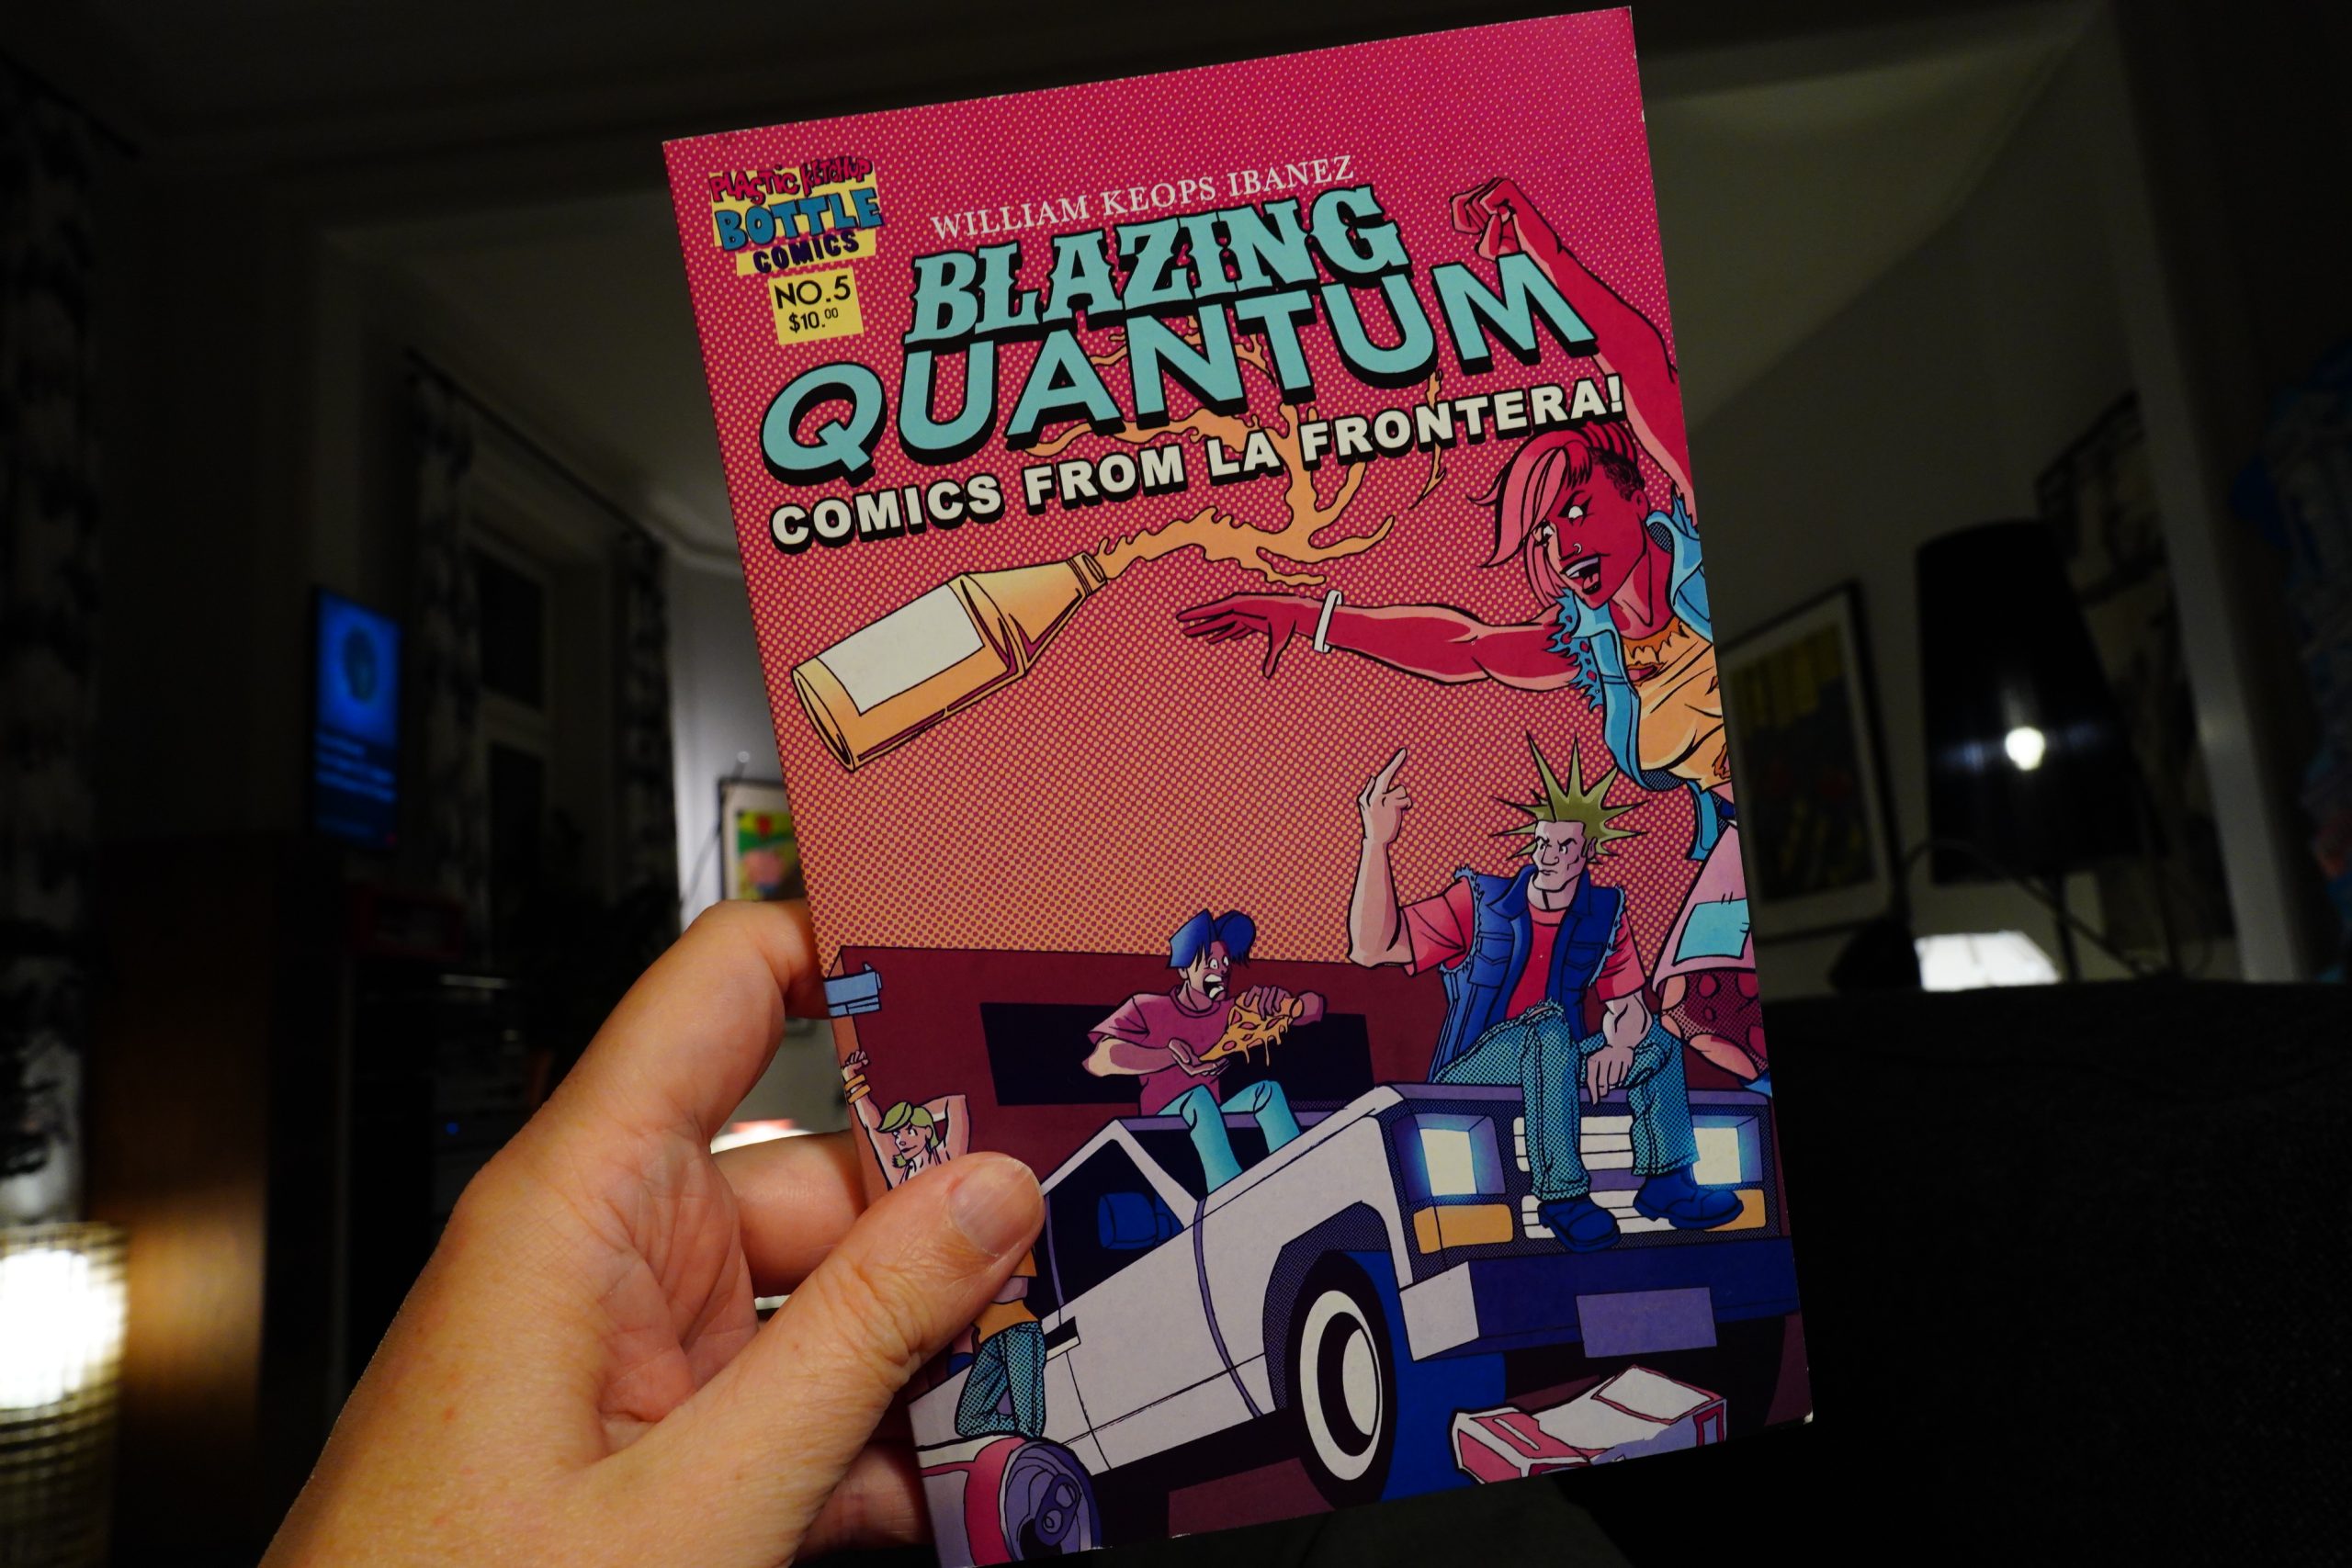 PLASTIC KETCHUP
BOTTLE
COMICS
NO.5
$10.00
WILLIAM KEOPS IBANEZ
BLAZING
QUANTUM
COMICS FROM LA FRONTERA!